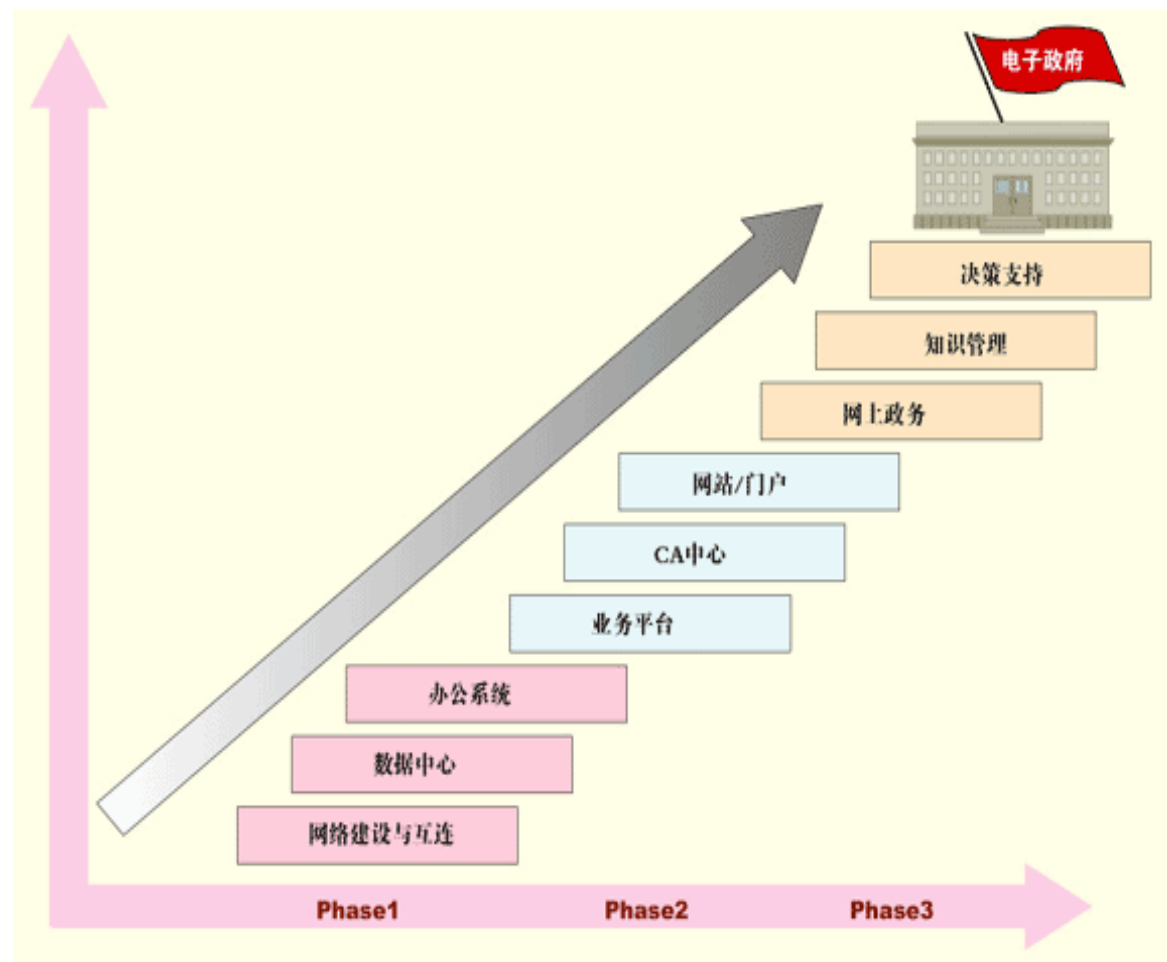 电子政府
决策支持
知识管理
网上政务
网站/门户
CA中心
业务平台
办公系统
数据中心
网络建设与互连
Phase1 Phase2 Phase3